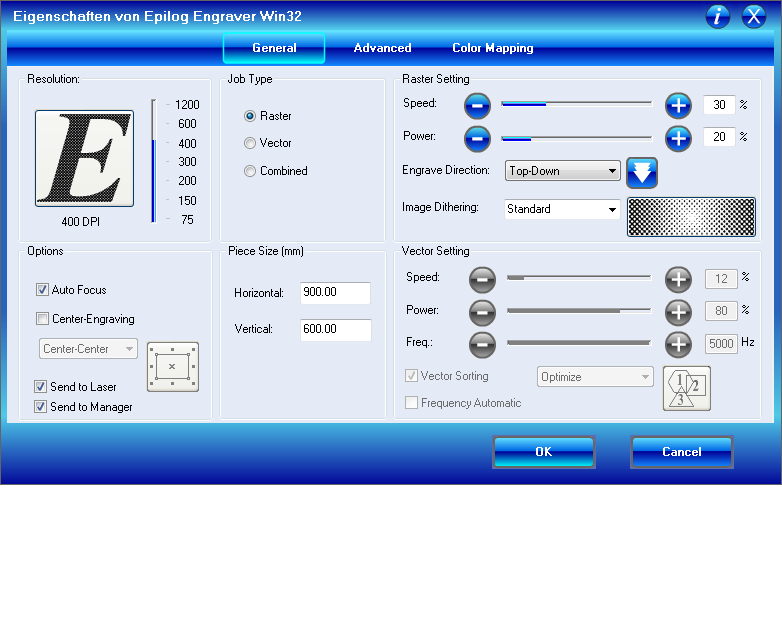 Eigenschaften von Epilog Engraver Win32
i X
General Advanced Color Mapping
Resolution:
E
1200
600
400
300
200
150
75
400 DPI
Job Type
Raster
Vector
Combined
Raster Setting
Speed: 30 %
Power: 20 %
Engrave Direction: Top-Down
Image Dithering: Standard
Options
Auto Focus
Center-Engraving
Center-Center
Send to Laser
Send to Manager
Piece Size (mm)
Horizontal: 900.00
Vertical: 600.00
Vector Setting
Speed: 12 %
Power: 80 %
Freq.: 5000 Hz
Vector Sorting Optimize
Frequency Automatic
1
2
3
OK Cancel